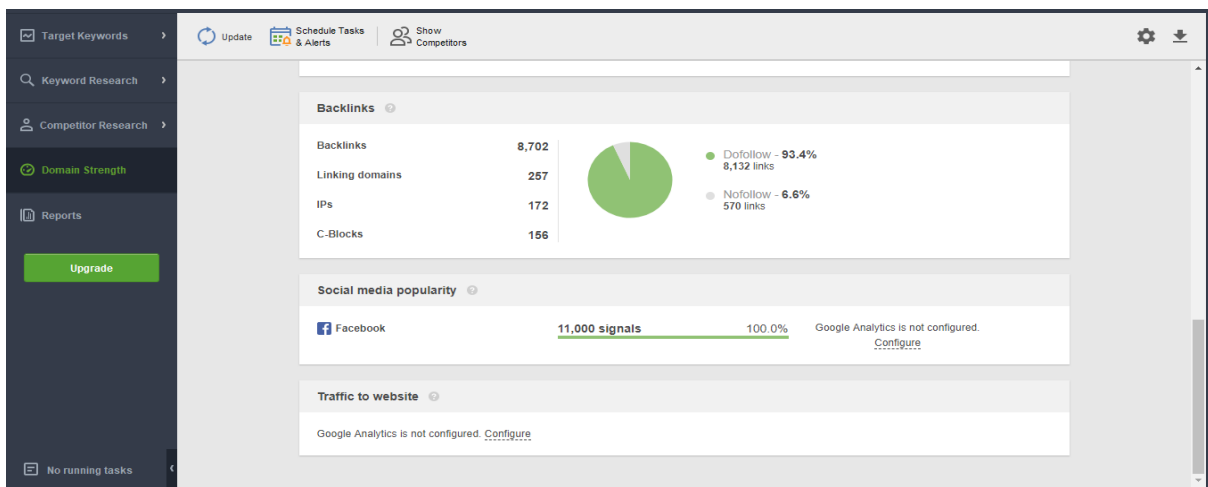 Target Keywords
Keyword Research
Competitor Research
Domain Strength
Reports
Upgrade
No running tasks
Update
Schedule Tasks
& Alerts
Show
Competitors
Backlinks
Backlinks 8,702
Linking domains 257
IPs 172
C-Blocks 156
Dofollow - 93.4%
8,132 links
Nofollow - 6.6%
570 links
Social media popularity
Facebook 11,000 signals 100.0% Google Analytics is not configured.
Configure
Traffic to website
Google Analytics is not configured. Configure